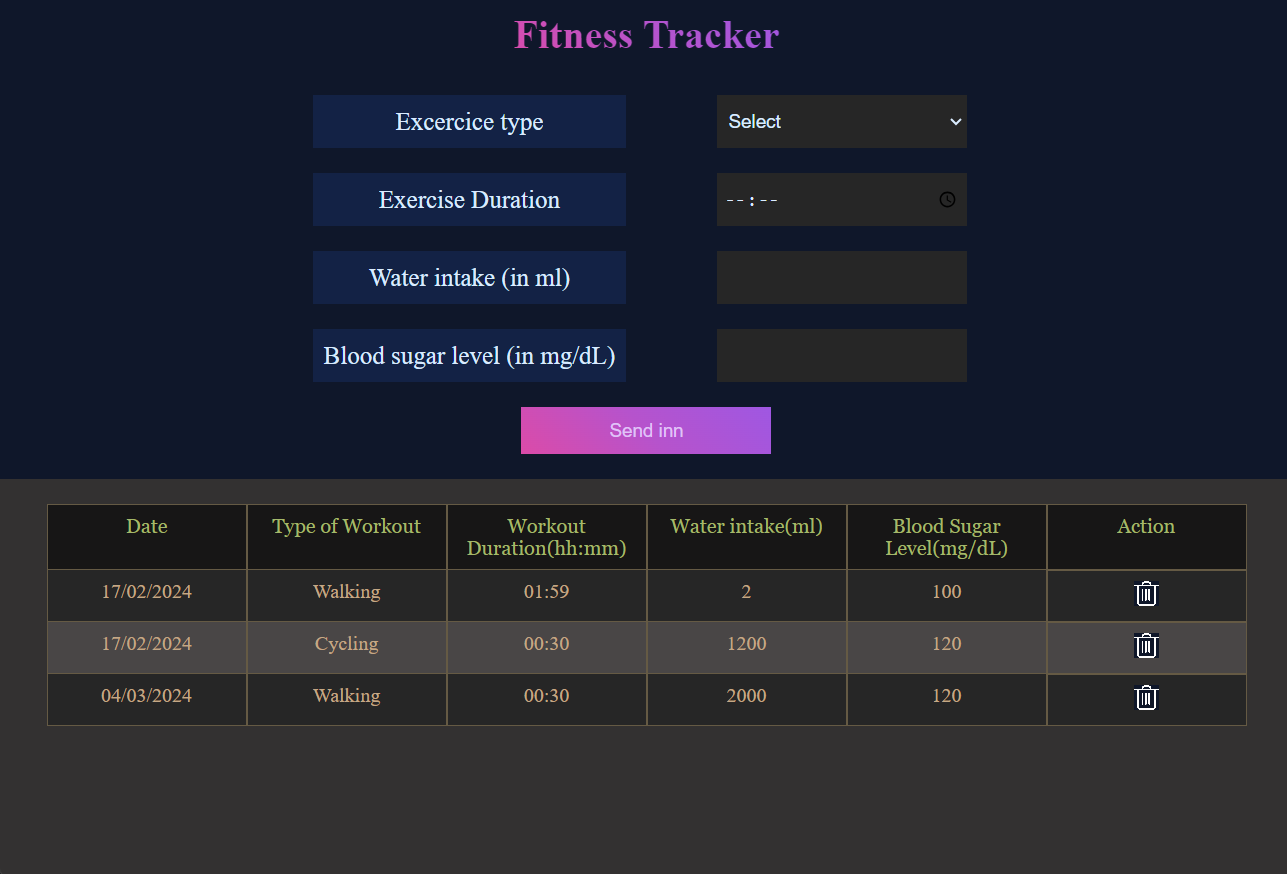 Fitness Tracker
Excercice type
Select
Exercise Duration
--:--
Water intake (in ml)
Blood sugar level (in mg/dL)
Send inn
Date Type of Workout Workout Duration(hh:mm) Water intake(ml) Blood Sugar Level(mg/dL) Action
17/02/2024 Walking 01:59 2 100
17/02/2024 Cycling 00:30 1200 120
04/03/2024 Walking 00:30 2000 120